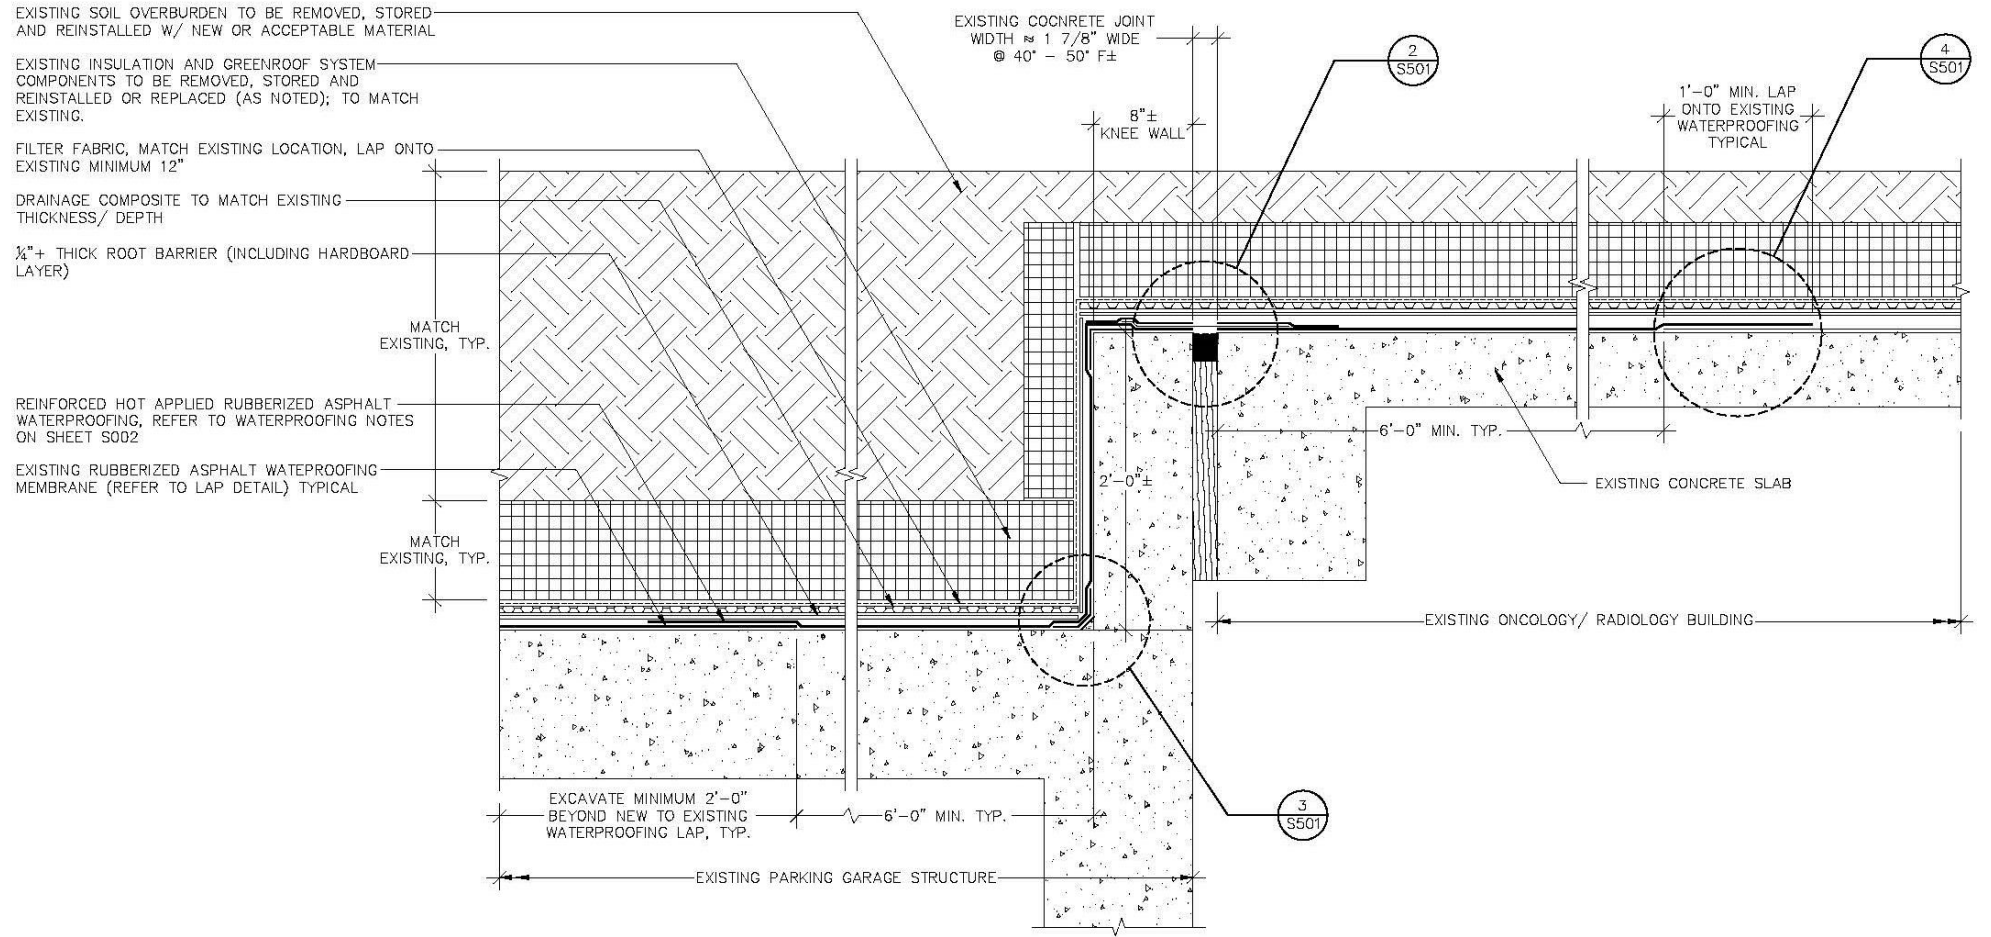 EXISTING SOIL OVERBURDEN TO BE REMOVED, STORED
AND REINSTALLED W/ NEW OR ACCEPTABLE MATERIAL
EXISTING INSULATION AND GREENROOF SYSTEM
COMPONENTS TO BE REMOVED, STORED AND
REINSTALLED OR REPLACED (AS NOTED); TO MATCH
EXISTING.
FILTER FABRIC, MATCH EXISTING LOCATION, LAP ONTO
EXISTING MINIMUM 12"
DRAINAGE COMPOSITE TO MATCH EXISTING
THICKNESS/ DEPTH
¼"+ THICK ROOT BARRIER (INCLUDING HARDBOARD
LAYER)
MATCH
EXISTING, TYP.
REINFORCED HOT APPLIED RUBBERIZED ASPHALT
WATERPROOFING, REFER TO WATERPROOFING NOTES
ON SHEET S002
EXISTING RUBBERIZED ASPHALT WATEPROOFING
MEMBRANE (REFER TO LAP DETAIL) TYPICAL
MATCH
EXISTING, TYP.
EXISTING COCNRETE JOINT
WIDTH ≈ 1 7/8" WIDE
@ 40° - 50° F±
8"±
KNEE WALL
2
S501
4
S501
1'-0" MIN. LAP
ONTO EXISTING
WATERPROOFING
TYPICAL
6'-0" MIN. TYP.
2'-0"±
EXISTING CONCRETE SLAB
EXISTING ONCOLOGY/ RADIOLOGY BUILDING
EXCAVATE MINIMUM 2'-0"
BEYOND NEW TO EXISTING
WATERPROOFING LAP, TYP.
6'-0" MIN. TYP.
3
S501
EXISTING PARKING GARAGE STRUCTURE